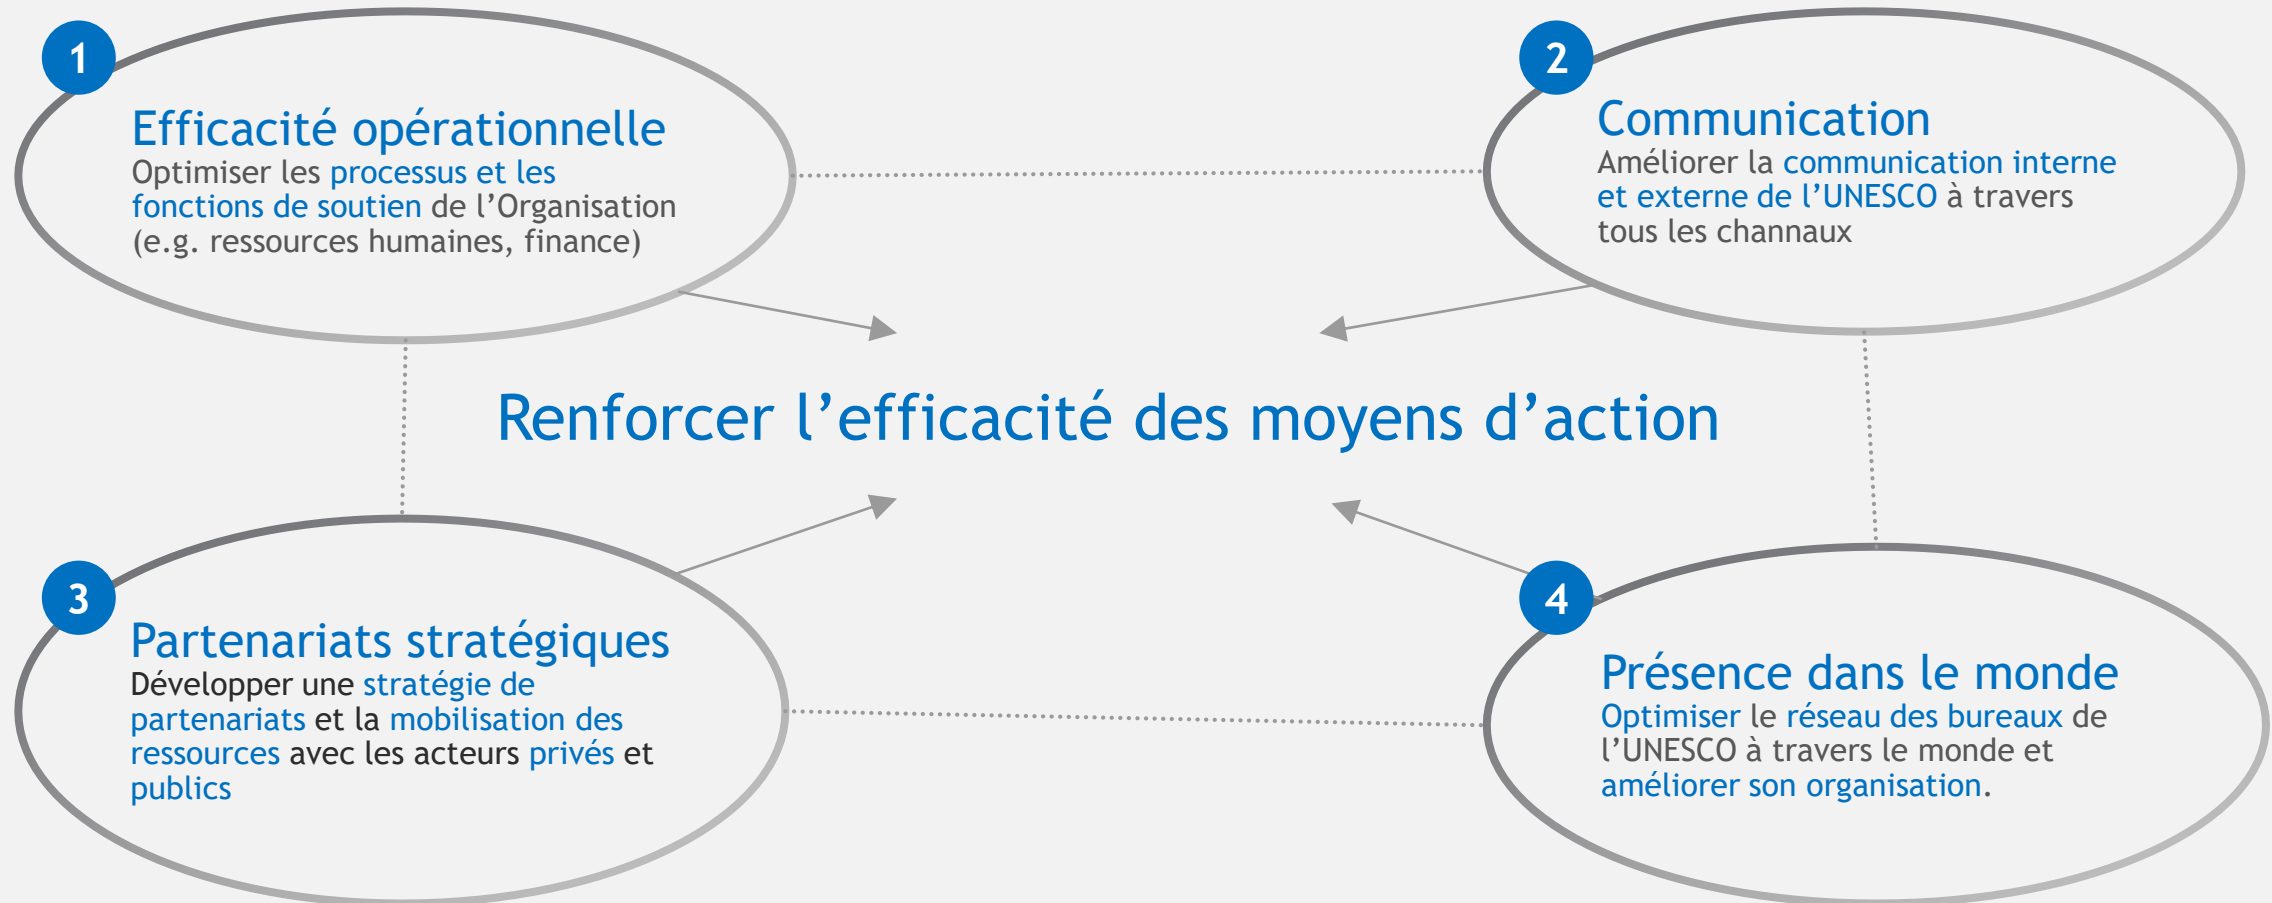 1
Efficacité opérationnelle
Optimiser les processus et les
fonctions de soutien de l’Organisation
(e.g. ressources humaines, finance)
2
Communication
Améliorer la communication interne
et externe de l’UNESCO à travers
tous les channaux
Renforcer l’efficacité des moyens d’action
3
Partenariats stratégiques
Développer une stratégie de
partenariats et la mobilisation des
ressources avec les acteurs privés et
publics
4
Présence dans le monde
Optimiser le réseau des bureaux de
l’UNESCO à travers le monde et
améliorer son organisation.